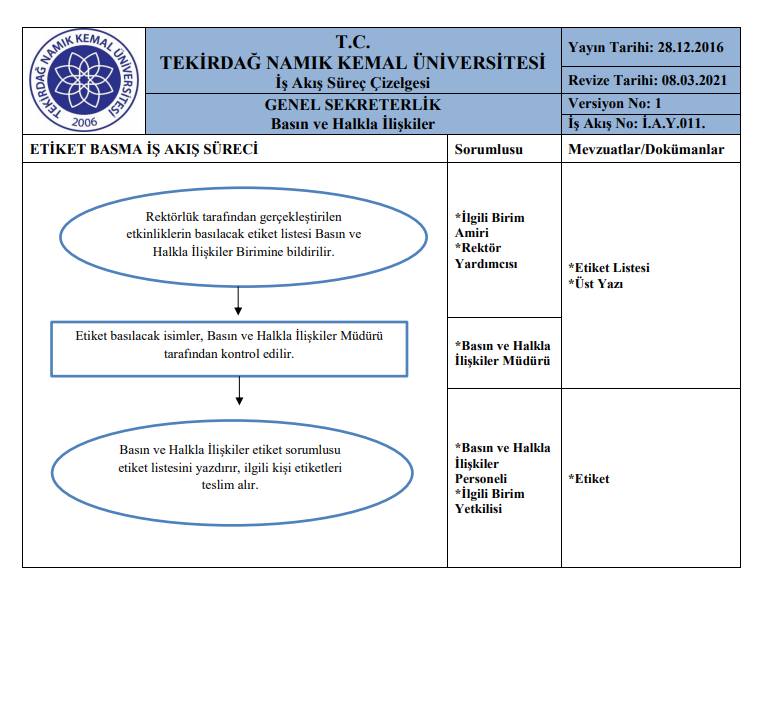 TEKİRDAĞ NAMIK KEMAL ÜNİVERSİTESİ
2006
T.C.
TEKİRDAĞ NAMIK KEMAL ÜNİVERSİTESİ
İş Akış Süreç Çizelgesi
GENEL SEKRETERLİK
Basın ve Halkla İlişkiler
Yayın Tarihi: 28.12.2016
Revize Tarihi: 08.03.2021
Versiyon No: 1
İş Akış No: İ.A.Y.011.
ETİKET BASMA İŞ AKIŞ SÜRECİ
Sorumlusu
Mevzuatlar/Dokümanlar
Rektörlük tarafından gerçekleştirilen
etkinliklerin basılacak etiket listesi Basın ve
Halkla İlişkiler Birimine bildirilir.
*İlgili Birim
Amiri
*Rektör
Yardımcısı
*Etiket Listesi
*Üst Yazı
Etiket basılacak isimler, Basın ve Halkla İlişkiler Müdürü
tarafından kontrol edilir.
*Basın ve Halkla
İlişkiler Müdürü
Basın ve Halkla İlişkiler etiket sorumlusu
etiket listesini yazdırır, ilgili kişi etiketleri
teslim alır.
*Basın ve Halkla
İlişkiler
Personeli
*İlgili Birim
Yetkilisi
*Etiket